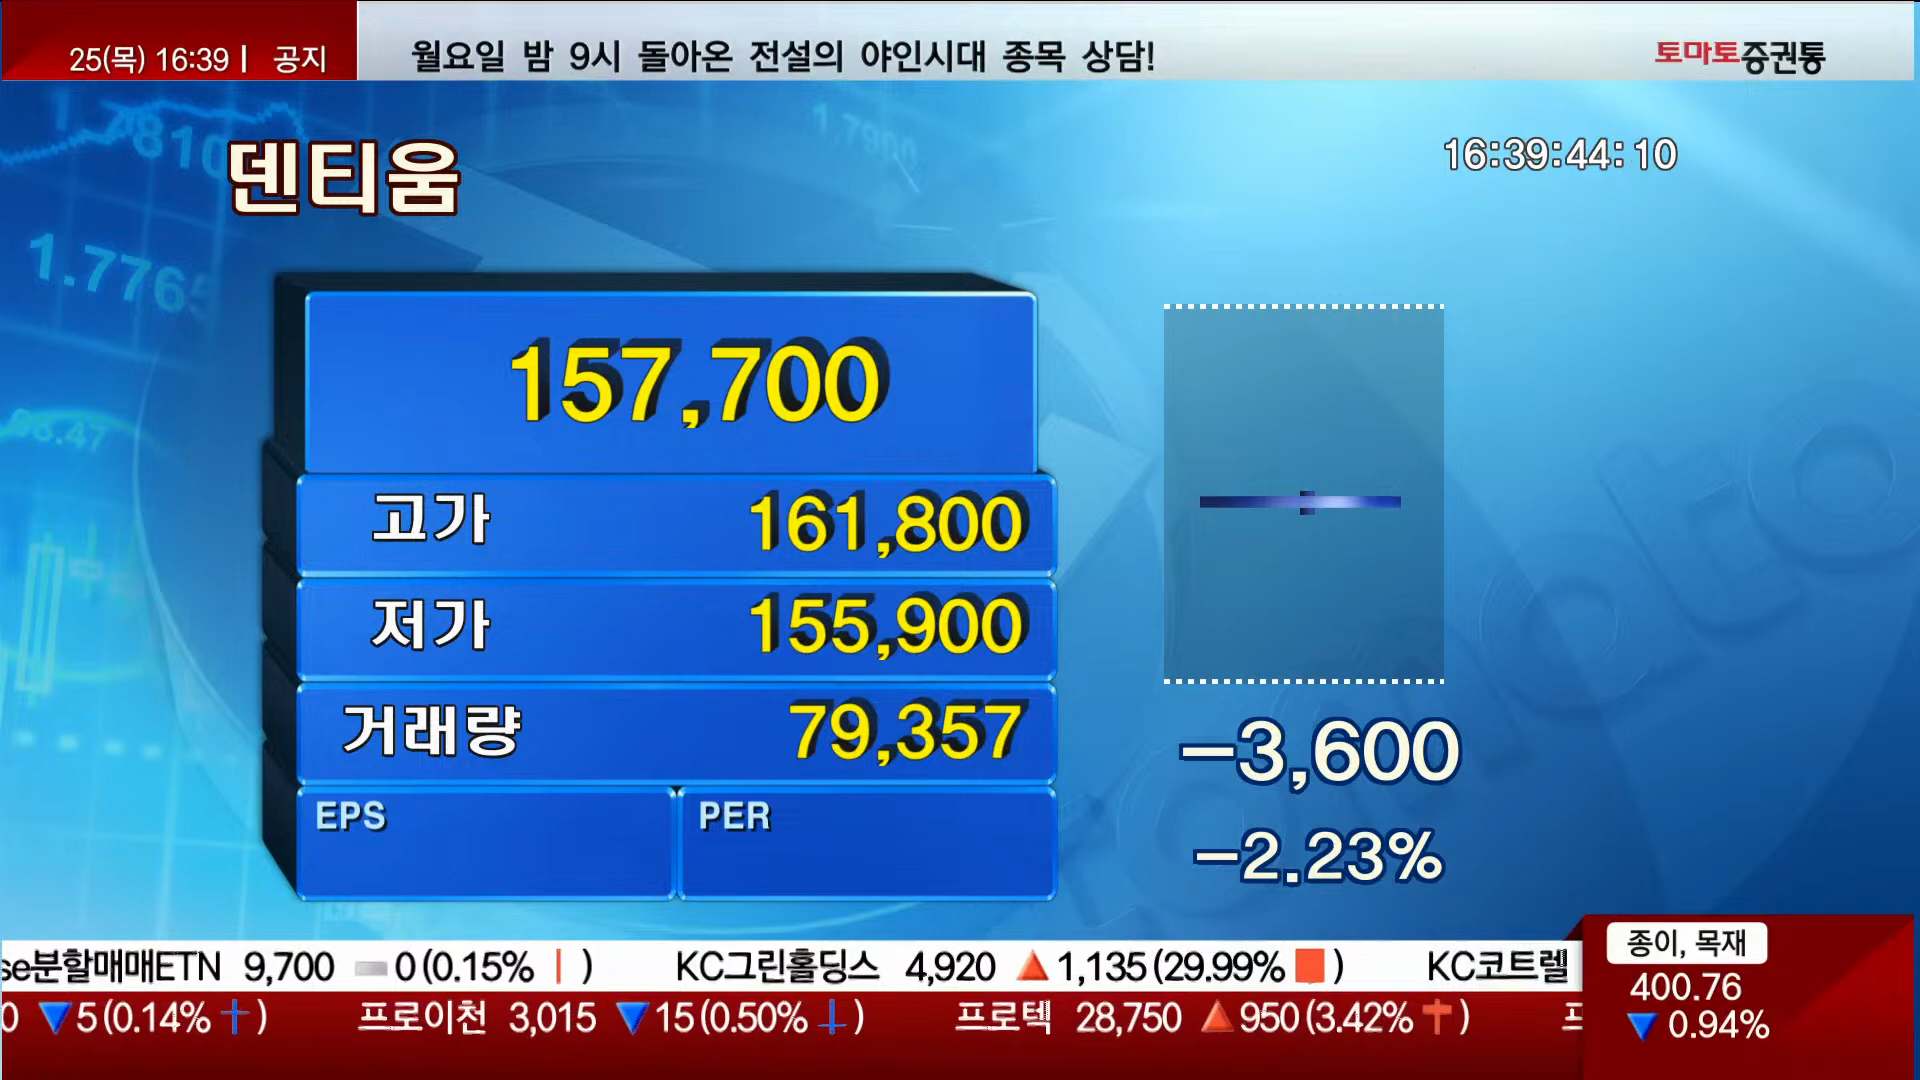 25(목) 16:39 | 공지
월요일 밤 9시 돌아온 전설의 야인시대 종목 상담!
토마토증권통
덴티움
16:39:44:10
157,700
고가 161,800
저가 155,900
거래량 79,357
EPS PER
-3,600
-2.23%
se분할매매ETN 9,700 0(0.15% ) KC그린홀딩스 4,920 ▲1,135(29.99% ) KC코트렐
0 ▼5(0.14% ) 프로이천 3,015 ▼15(0.50% ) 프로텍 28,750 ▲950(3.42% )
종이, 목재
400.76
▼ 0.94%